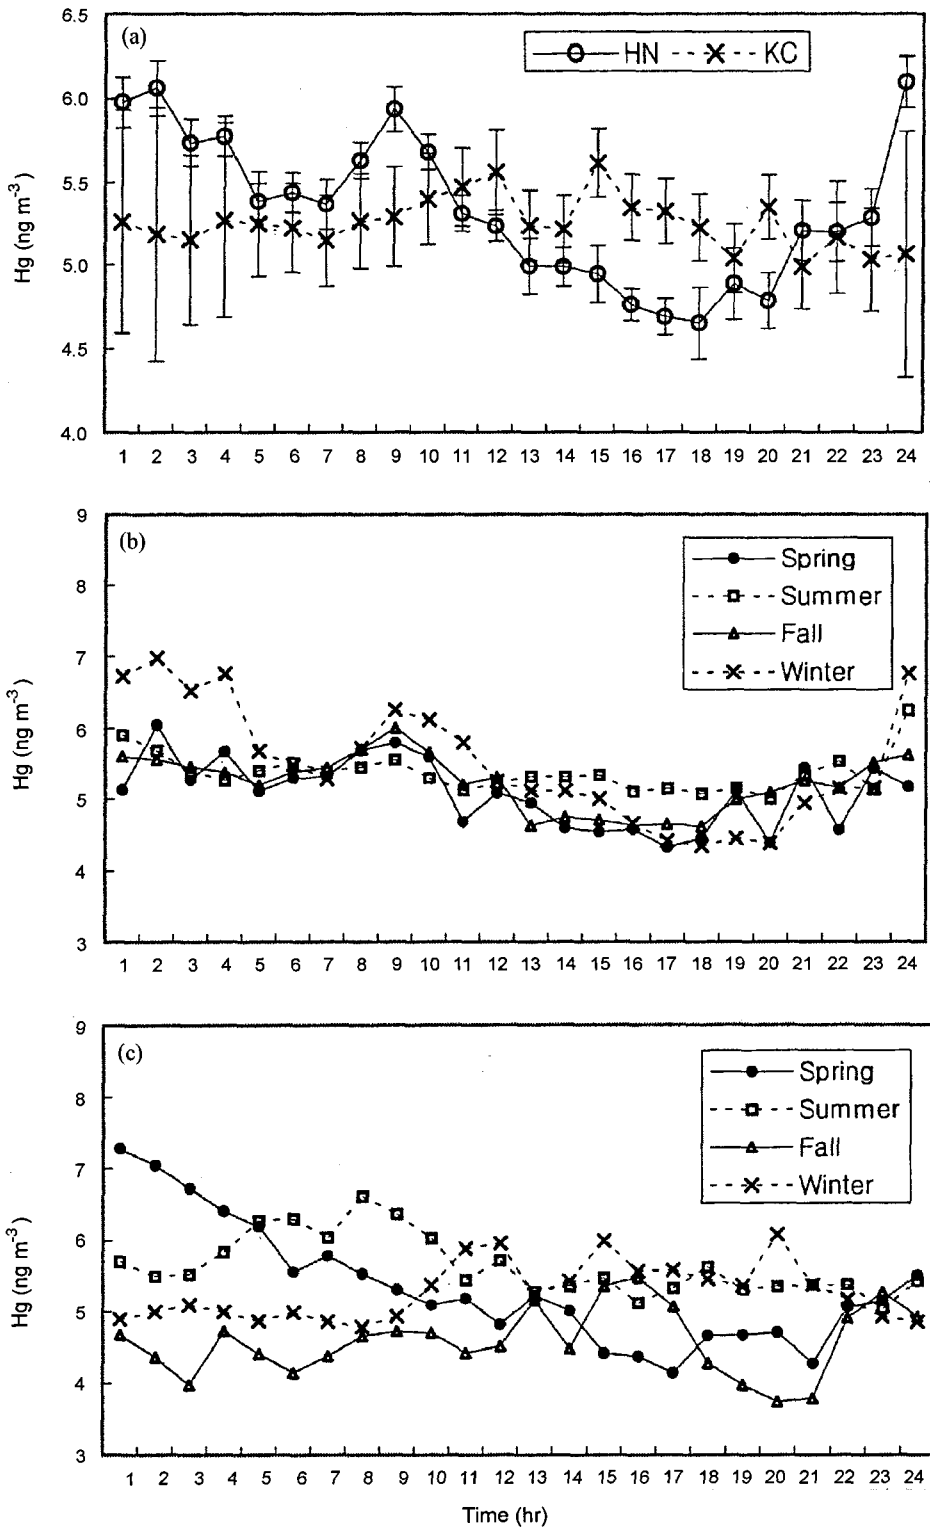 (a)
HN KC
Hg (ng m-3)
6.5
6.0
5.5
5.0
4.5
4.0
1 2 3 4 5 6 7 8 9 10 11 12 13 14 15 16 17 18 19 20 21 22 23 24
(b)
Spring
Summer
Fall
Winter
Hg (ng m-3)
9
8
7
6
5
4
3
1 2 3 4 5 6 7 8 9 10 11 12 13 14 15 16 17 18 19 20 21 22 23 24
(c)
Spring
Summer
Fall
Winter
Hg (ng m-3)
9
8
7
6
5
4
3
1 2 3 4 5 6 7 8 9 10 11 12 13 14 15 16 17 18 19 20 21 22 23 24
Time (hr)